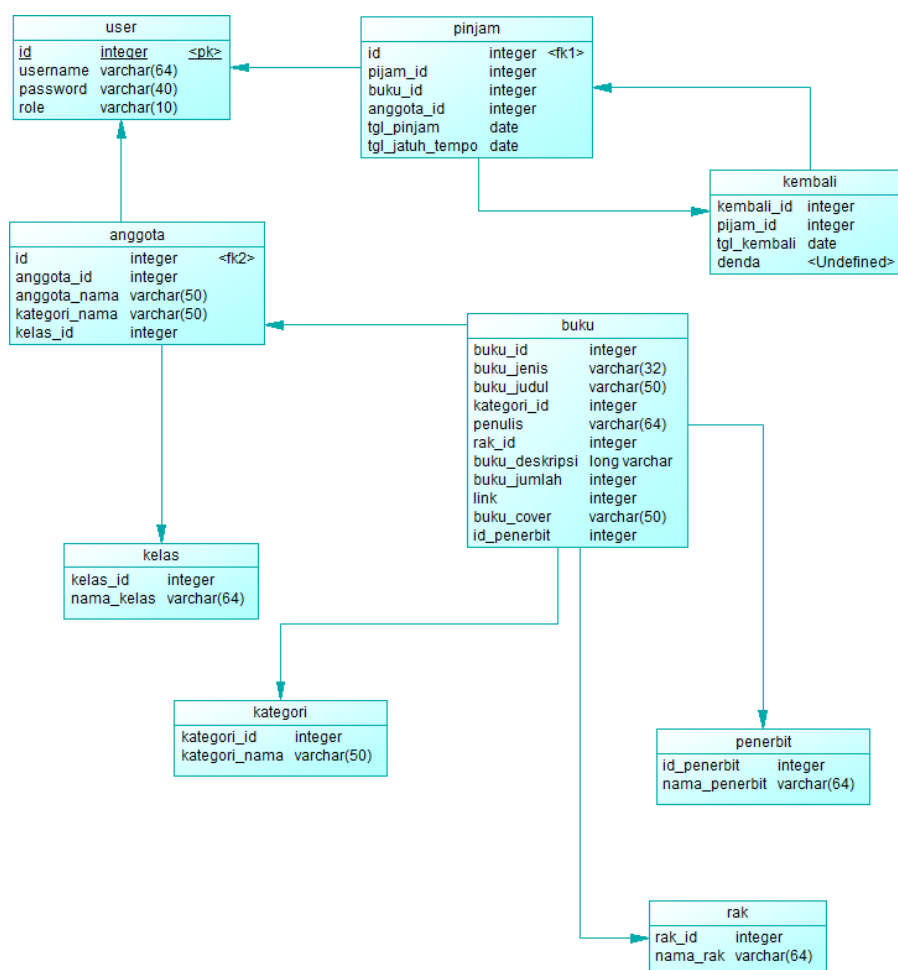 user
id integer <pk>
username varchar(64)
password varchar(40)
role varchar(10)
pinjam
id integer <fk1>
pijam_id integer
buku_id integer
anggota_id integer
tgl_pinjam date
tgl_jatuh_tempo date
kembali
kembali_id integer
pijam_id integer
tgl_kembali date
denda <Undefined>
anggota
id integer <fk2>
anggota_id integer
anggota_nama varchar(50)
kategori_nama varchar(50)
kelas_id integer
buku
buku_id integer
buku_jenis varchar(32)
buku_judul varchar(50)
kategori_id integer
penulis varchar(64)
rak_id integer
buku_deskripsi long varchar
buku_jumlah integer
link integer
buku_cover varchar(50)
id_penerbit integer
kelas
kelas_id integer
nama_kelas varchar(64)
kategori
kategori_id integer
kategori_nama varchar(50)
penerbit
id_penerbit integer
nama_penerbit varchar(64)
rak
rak_id integer
nama_rak varchar(64)